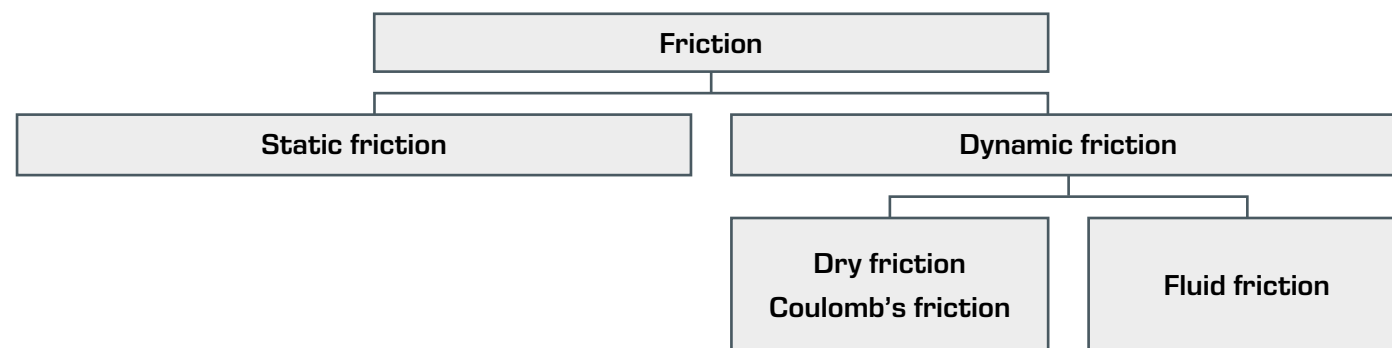 Friction
Static friction
Dynamic friction
Dry friction
Coulomb's friction
Fluid friction